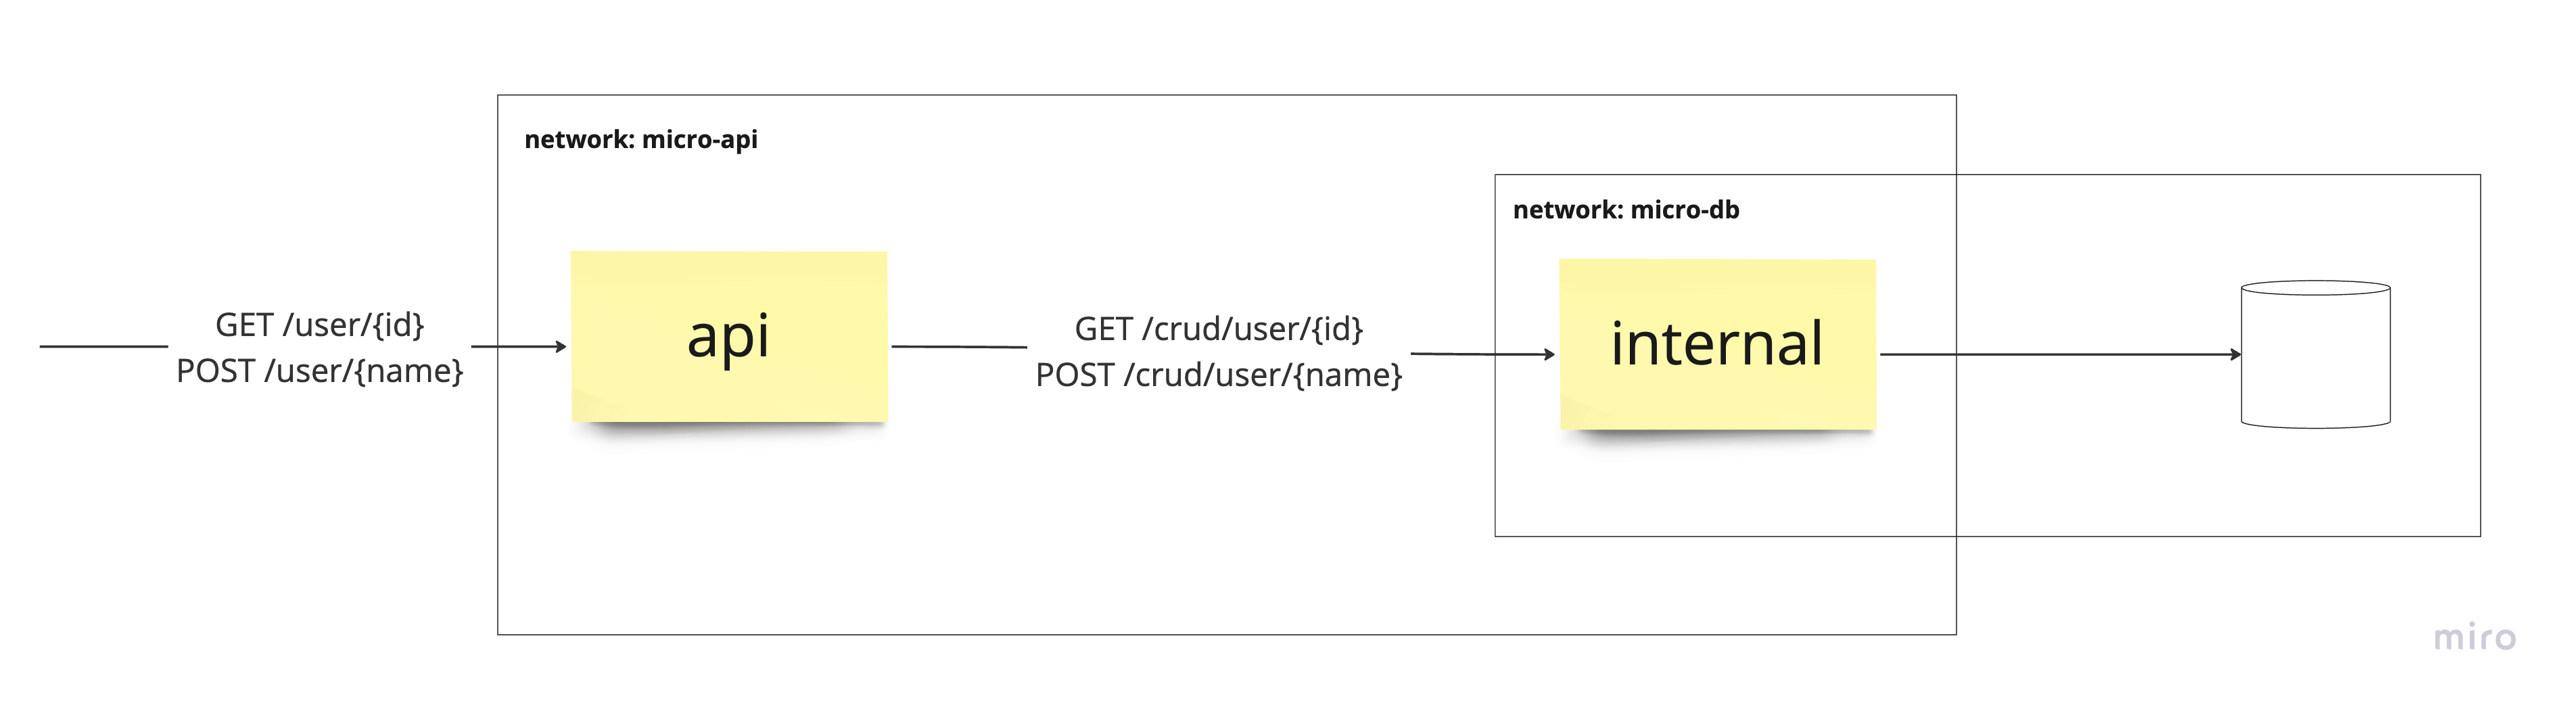 network: micro-api
network: micro-db
GET /user/{id}
POST /user/{name}
api
GET /crud/user/{id}
POST /crud/user/{name}
internal
miro